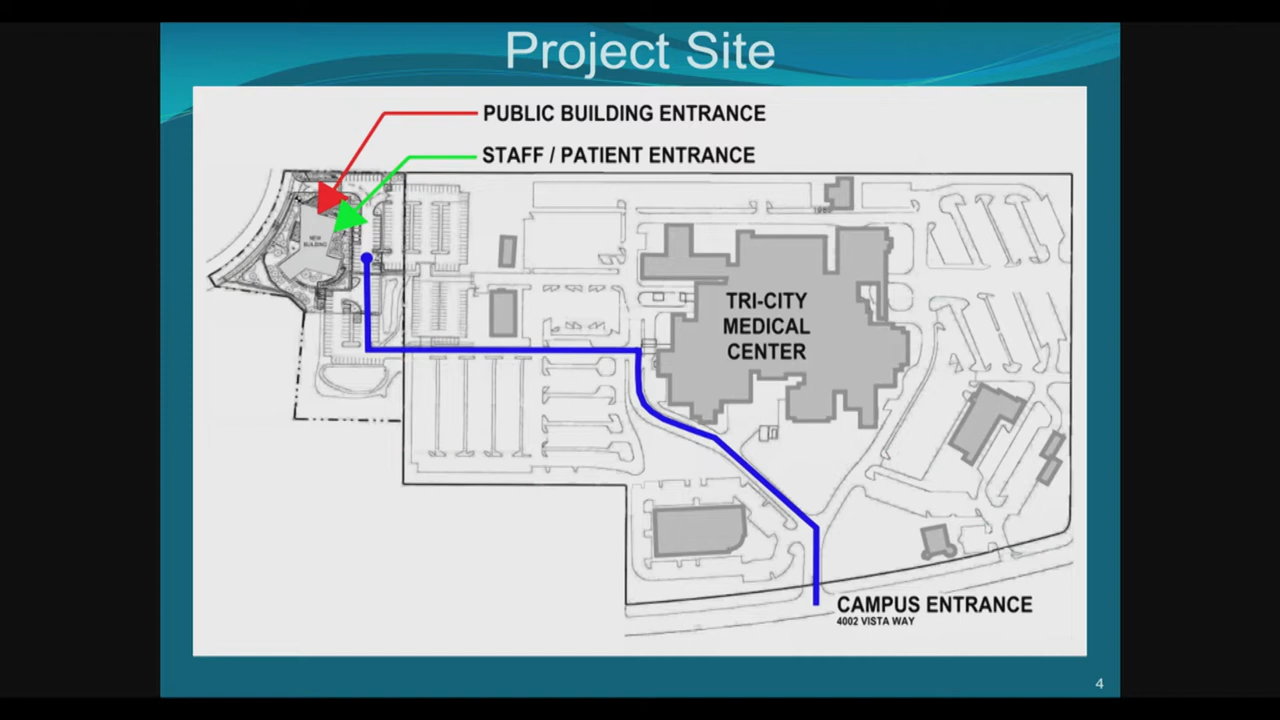 Project Site
PUBLIC BUILDING ENTRANCE
STAFF / PATIENT ENTRANCE
NEW
BUILDING
TRI-CITY
MEDICAL
CENTER
CAMPUS ENTRANCE
4002 VISTA WAY
4